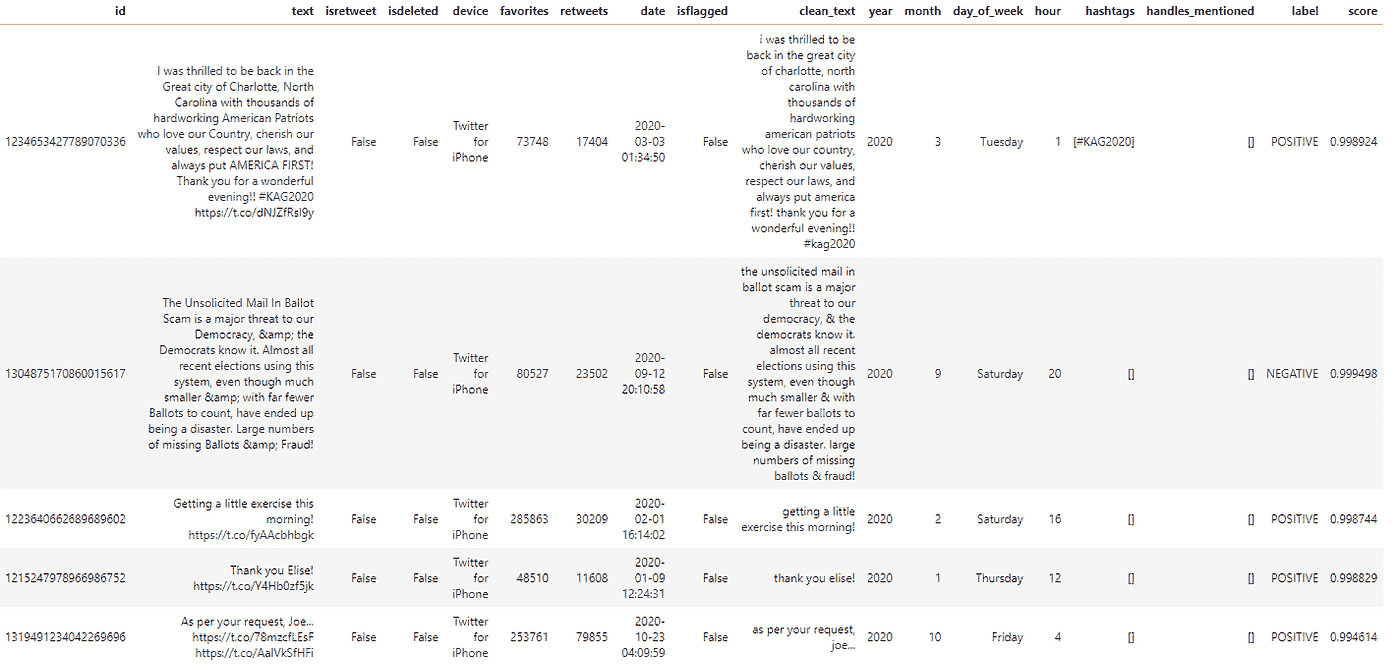 id text isretweet isdeleted device favorites retweets date isflagged clean_text year month day_of_week hour hashtags handles_mentioned label score
1234653427789070336
I was thrilled to be back in the
Great city of Charlotte, North
Carolina with thousands of
hardworking American Patriots
who love our Country, cherish our
values, respect our laws, and
always put AMERICA FIRST!
Thank you for a wonderful
evening!! #KAG2020
https://t.co/dNJZfRsl9y
False
False
Twitter
for
iPhone
73748
17404
2020-
03-03
01:34:50
False
i was thrilled to be
back in the great city
of charlotte, north
carolina with
thousands of
hardworking
american patriots
who love our country,
cherish our values,
respect our laws, and
always put america
first! thank you for a
wonderful evening!!
#kag2020
2020
3
Tuesday
1
[#KAG2020]
[]
POSITIVE
0.998924
1304875170860015617
The Unsolicited Mail In Ballot
Scam is a major threat to our
Democracy, &amp; the
Democrats know it. Almost all
recent elections using this
system, even though much
smaller &amp; with far fewer
Ballots to count, have ended up
being a disaster. Large numbers
of missing Ballots &amp; Fraud!
False
False
Twitter
for
iPhone
80527
23502
2020-
09-12
20:10:58
False
the unsolicited mail in
ballot scam is a major
threat to our
democracy, & the
democrats know it.
almost all recent
elections using this
system, even though
much smaller & with
far fewer ballots to
count, have ended up
being a disaster. large
numbers of missing
ballots & fraud!
2020
9
Saturday
20
[]
[]
NEGATIVE
0.999498
1223640662689689602
Getting a little exercise this
morning!
https://t.co/fyAAcbhbgk
False
False
Twitter
for
iPhone
285863
30209
2020-
02-01
16:14:02
False
getting a little
exercise this morning!
2020
2
Saturday
16
[]
[]
POSITIVE
0.998744
1215247978966986752
Thank you Elise!
https://t.co/Y4Hb0zf5jk
False
False
Twitter
for
iPhone
48510
11608
2020-
01-09
12:24:31
False
thank you elise!
2020
1
Thursday
12
[]
[]
POSITIVE
0.998829
1319491234042269696
As per your request, Joe...
https://t.co/78mzcfLEsF
https://t.co/AaIVkSfHFi
False
False
Twitter
for
iPhone
253761
79855
2020-
10-23
04:09:59
False
as per your request,
joe...
2020
10
Friday
4
[]
[]
POSITIVE
0.994614